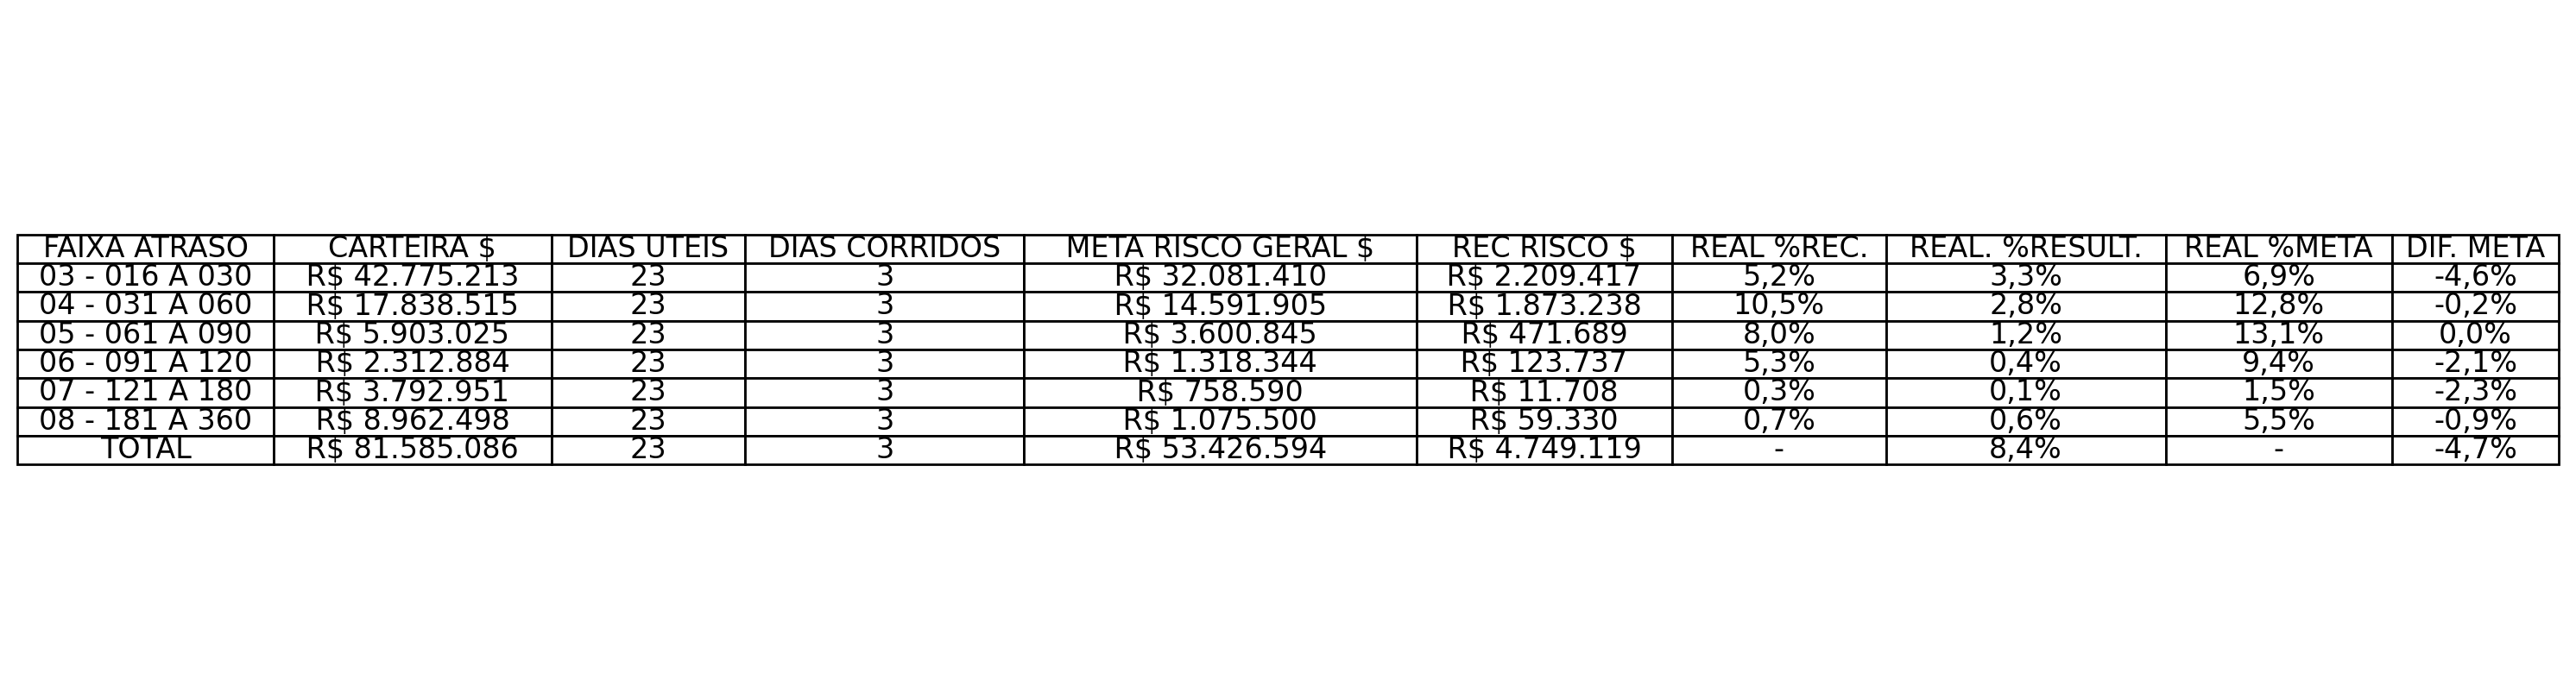 FAIXA ATRASO CARTEIRA $ DIAS UTEIS DIAS CORRIDOS META RISCO GERAL $ REC RISCO $ REAL %REC. REAL. %RESULT. REAL %META DIF. META
03 - 016 A 030 R$ 42.775.213 23 3 R$ 32.081.410 R$ 2.209.417 5,2% 3,3% 6,9% -4,6%
04 - 031 A 060 R$ 17.838.515 23 3 R$ 14.591.905 R$ 1.873.238 10,5% 2,8% 12,8% -0,2%
05 - 061 A 090 R$ 5.903.025 23 3 R$ 3.600.845 R$ 471.689 8,0% 1,2% 13,1% 0,0%
06 - 091 A 120 R$ 2.312.884 23 3 R$ 1.318.344 R$ 123.737 5,3% 0,4% 9,4% -2,1%
07 - 121 A 180 R$ 3.792.951 23 3 R$ 758.590 R$ 11.708 0,3% 0,1% 1,5% -2,3%
08 - 181 A 360 R$ 8.962.498 23 3 R$ 1.075.500 R$ 59.330 0,7% 0,6% 5,5% -0,9%
TOTAL R$ 81.585.086 23 3 R$ 53.426.594 R$ 4.749.119 - 8,4% - -4,7%